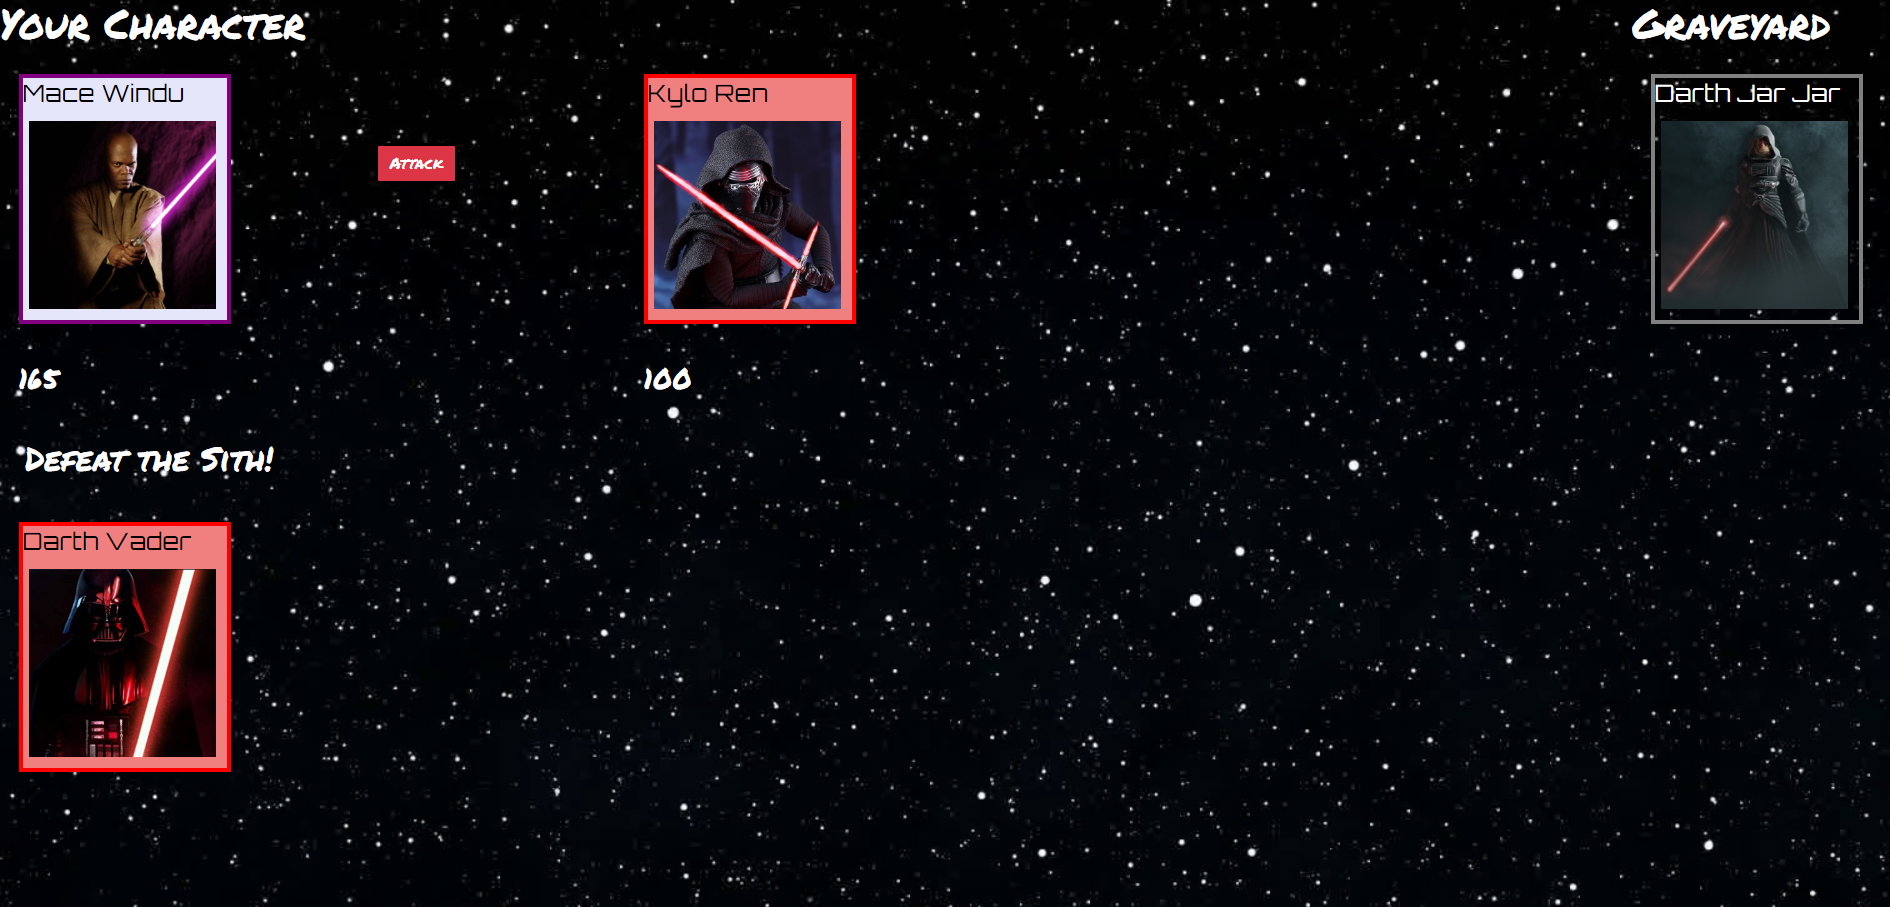 Your Character
Graveyard
Mace Windu
Kylo Ren
Darth Jar Jar
Attack
165
100
Defeat the Sith!
Darth Vader